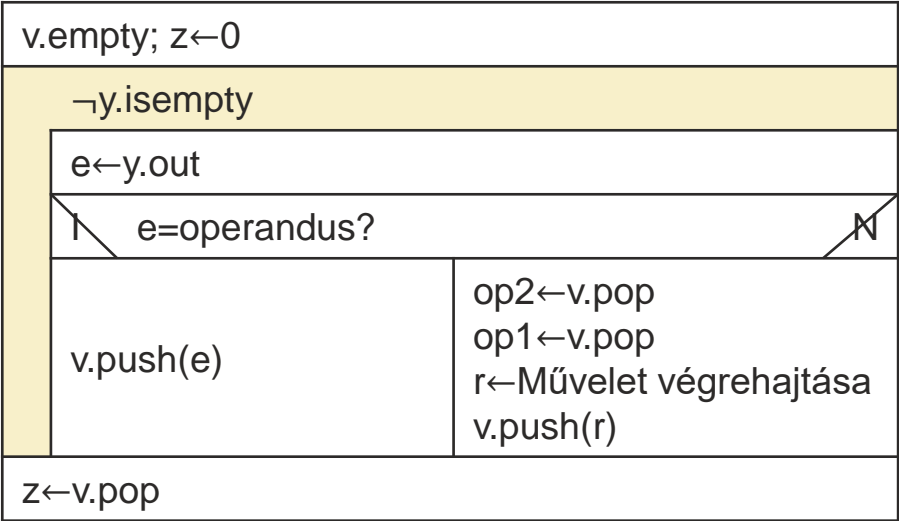 v.empty; z←0
¬y.isempty
e←y.out
I e=operandus? N
v.push(e)
op2←v.pop
op1←v.pop
r←Művelet végrehajtása
v.push(r)
z←v.pop